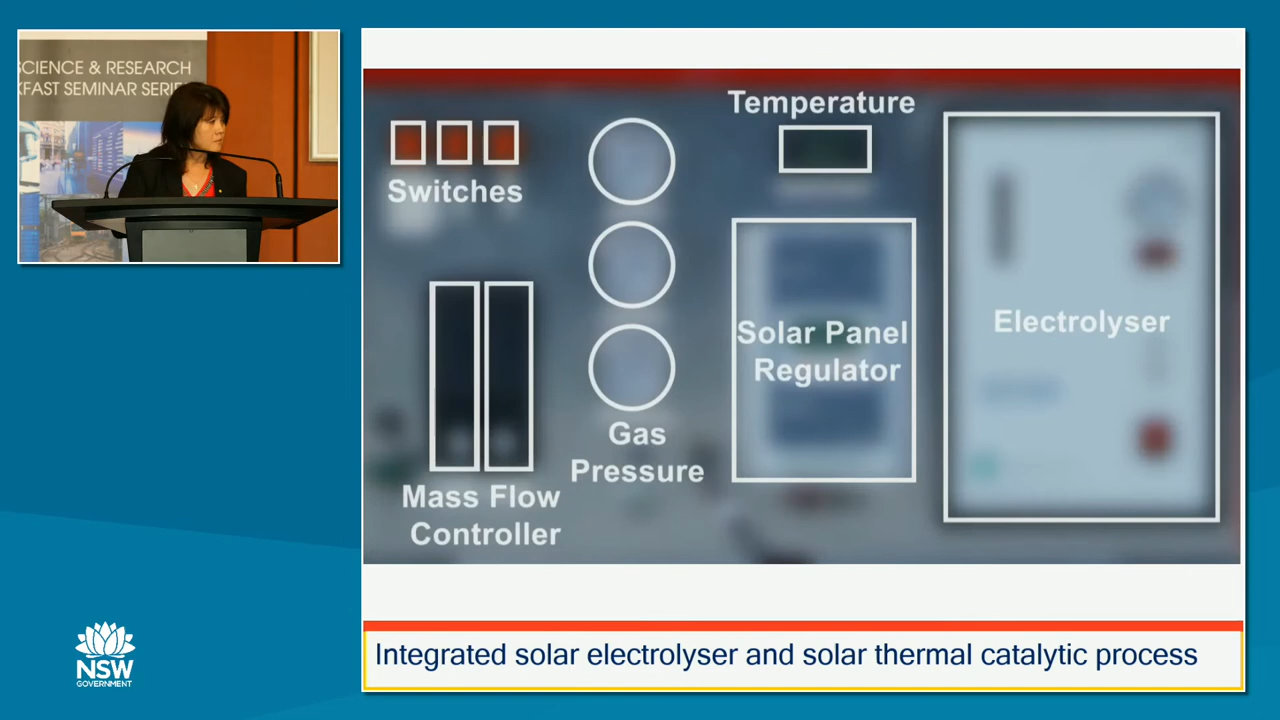 SCIENCE & RESEARCH
KFAST SEMINAR SERIE
Temperature
Switches
Solar Panel
Regulator
Electrolyser
Gas
Pressure
Mass Flow
Controller
Integrated solar electrolyser and solar thermal catalytic process
NSW
GOVERNMENT